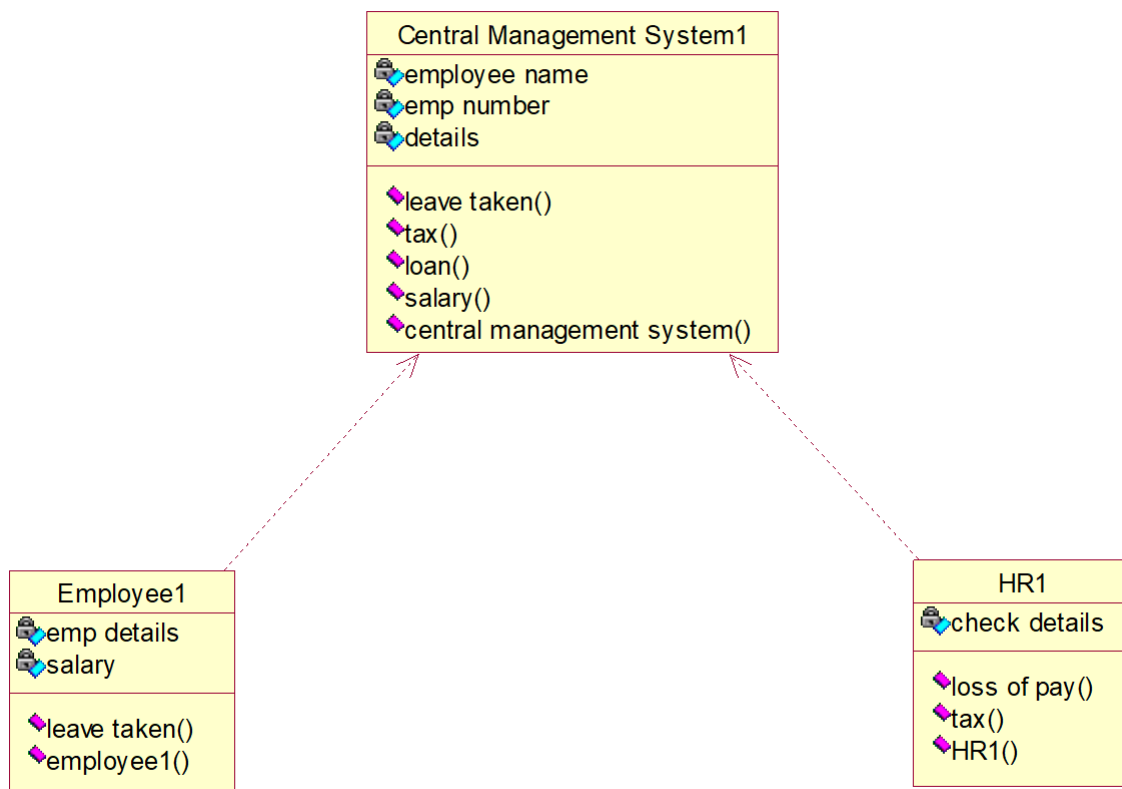 Central Management System1
employee name
emp number
details
leave taken()
tax()
loan()
salary()
central management system()
Employee1
emp details
salary
leave taken()
employee1()
HR1
check details
loss of pay()
tax()
HR1()